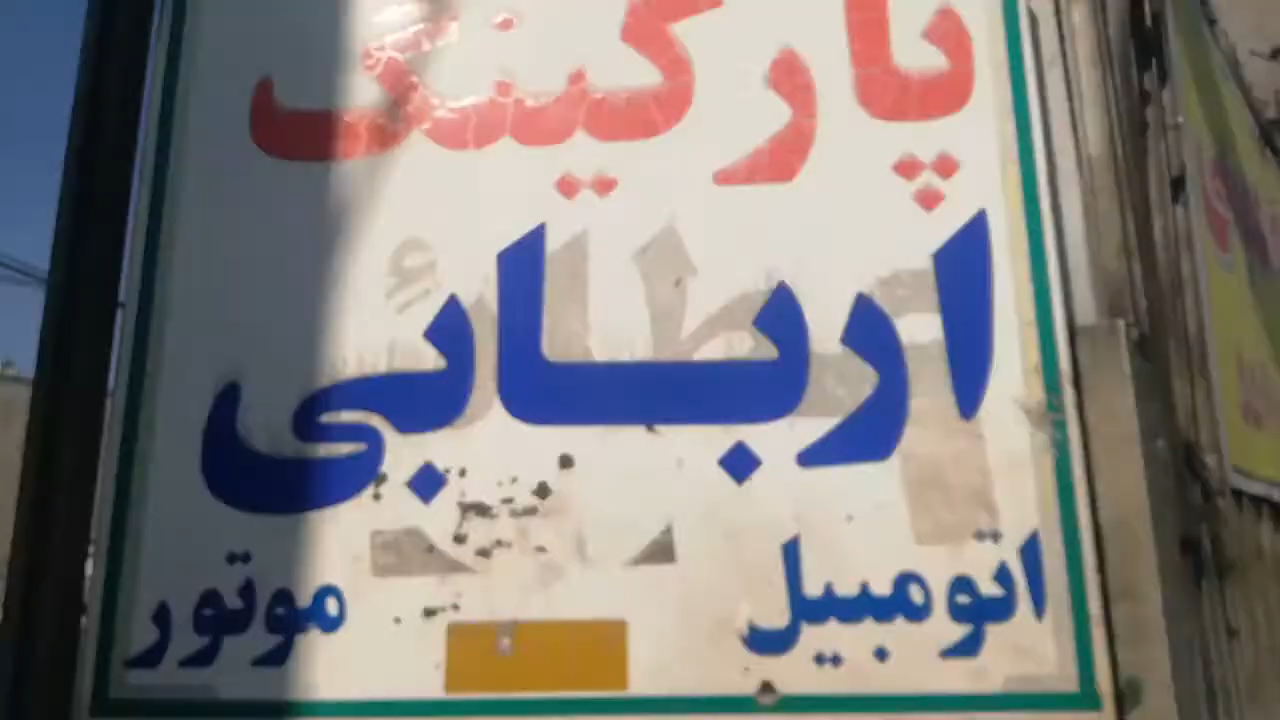 پارکینگ
اربابی
اتومبیل موتور